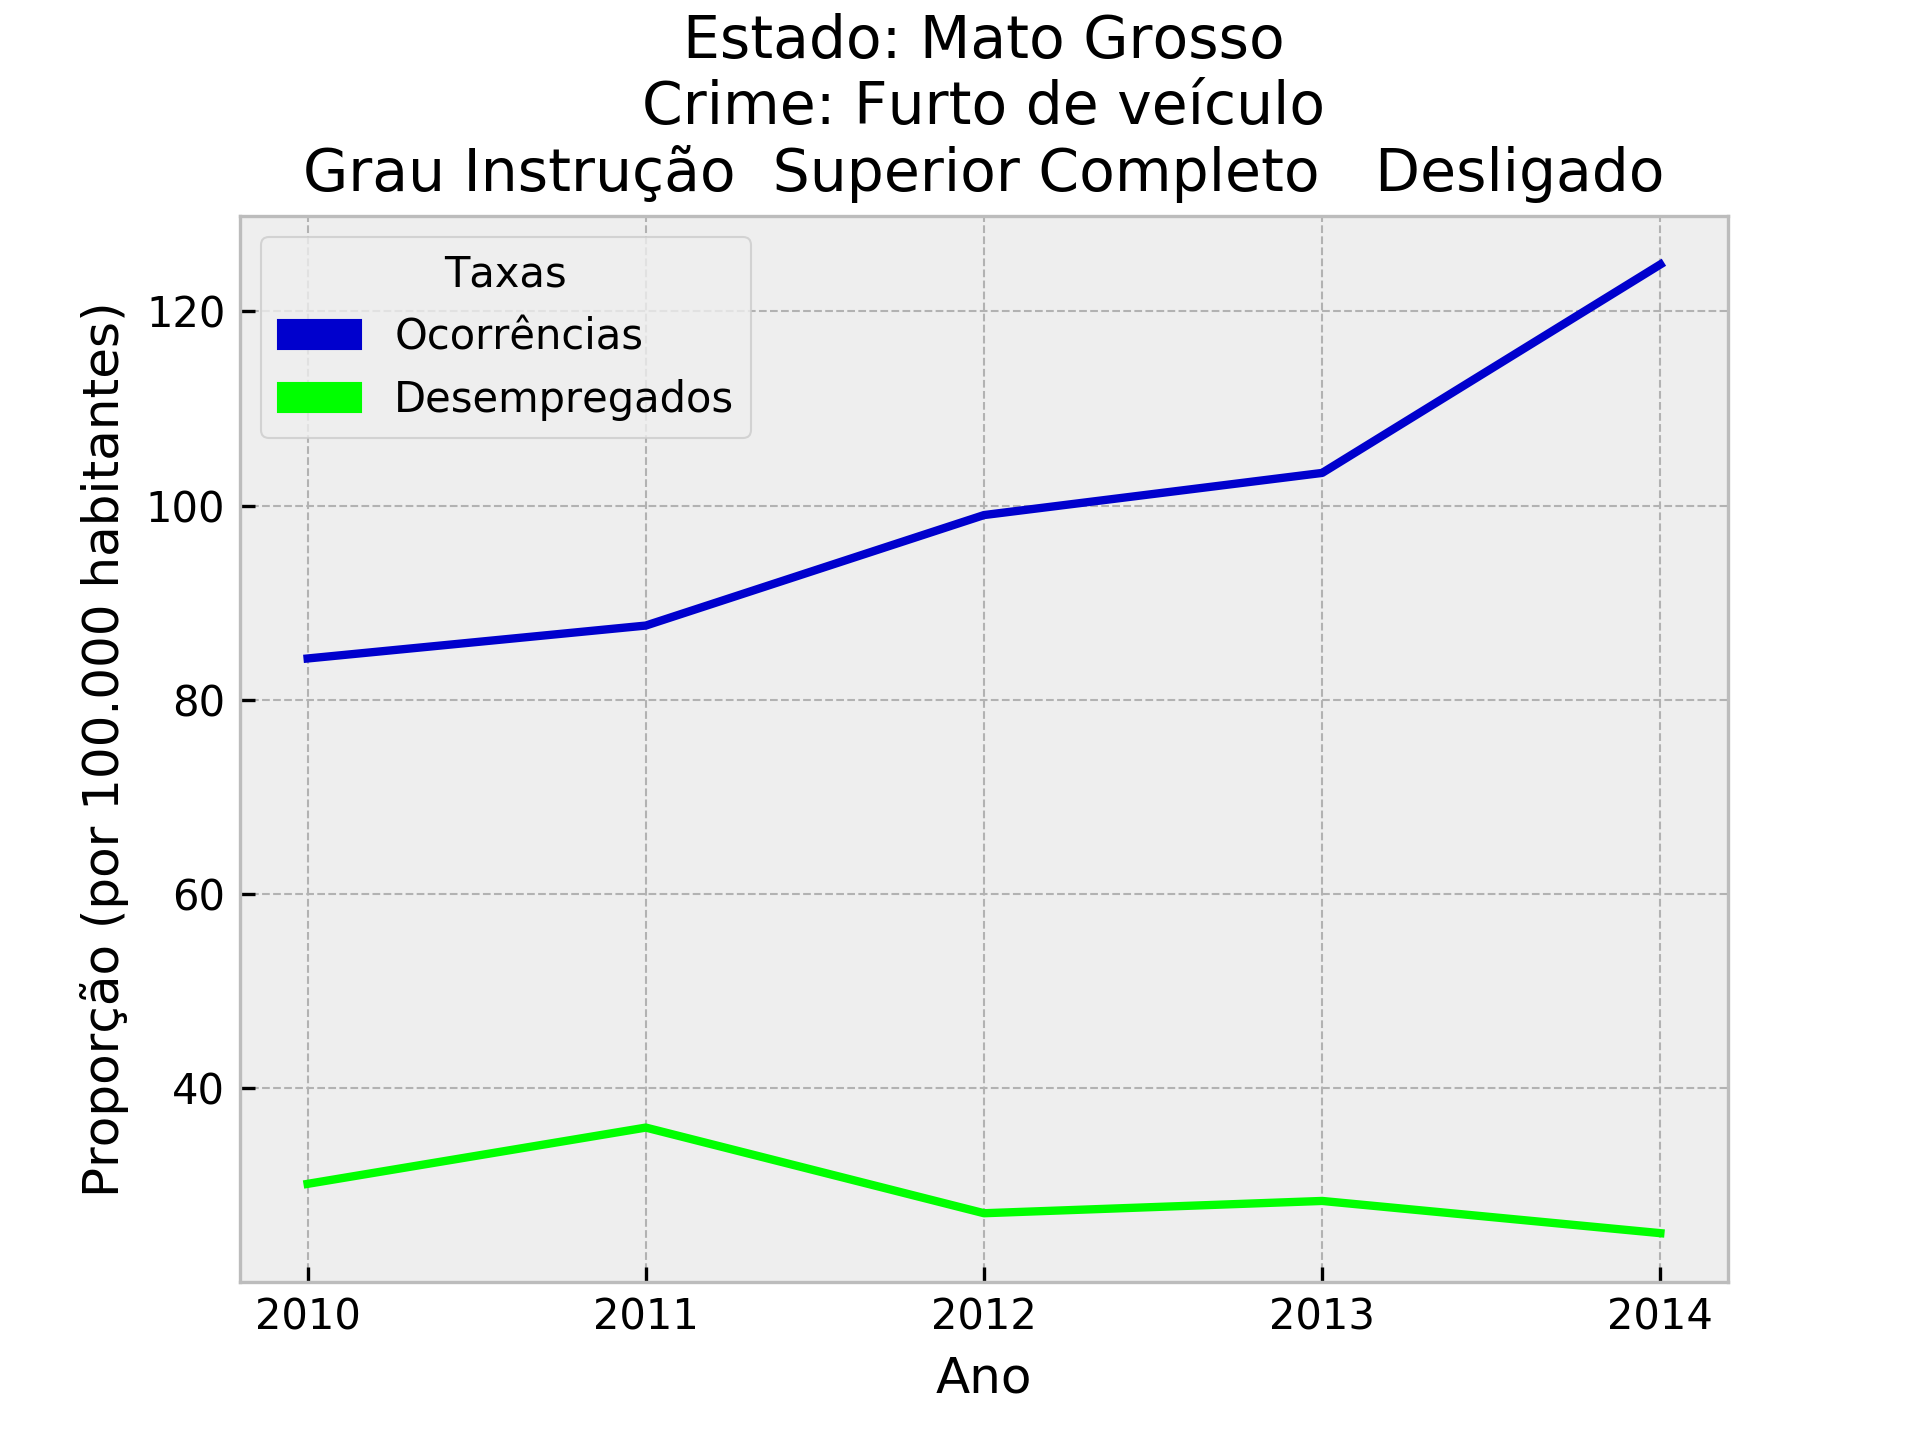 Estado: Mato Grosso
Crime: Furto de veículo
Grau Instrução  Superior Completo   Desligado
Taxas
Ocorrências
Desempregados
Proporção (por 100.000 habitantes)
120
100
80
60
40
2010 2011 2012 2013 2014
Ano